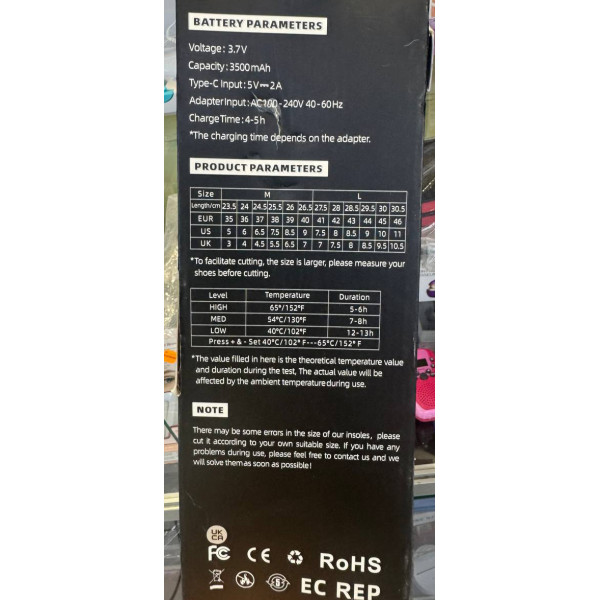 BATTERY PARAMETERS
Voltage: 3.7V
Capacity: 3500mAh
Type-C Input: 5V⎓2A
Adapter Input: AC100-240V 40-60Hz
Charge Time: 4-5h
*The charging time depends on the adapter.
PRODUCT PARAMETERS
Size M L
Length/cm 23.5 24 24.5 25.5 26 26.5 27.5 28 28.5 29.5 30 30.5
EUR 35 36 37 38 39 40 41 42 43 44 45 46
US 5 6 6.5 7.5 8.5 9 7.5 8 8.5 9 10 11
UK 3 4 4.5 5.5 6.5 7 7 7.5 8 8.5 9.5 10.5
*To facilitate cutting, the size is larger, please measure your
shoes before cutting.
Level Temperature Duration
HIGH 65°/152°F 5-6h
MED 54°C/130°F 7-8h
LOW 40°C/102°F 12-13h
Press + & - Set 40°C/102° F---65°C/152° F
*The value filled in here is the theoretical temperature value
and duration during the test, The actual value will be
affected by the ambient temperature during use.
NOTE
There may be some errors in the size of our insoles, please
cut it according to your own suitable size. If you have any
problems during use, please feel free to contact us and we
will solve them as soon as possible!
UK
CA
FC CE RoHS
5 EC REP